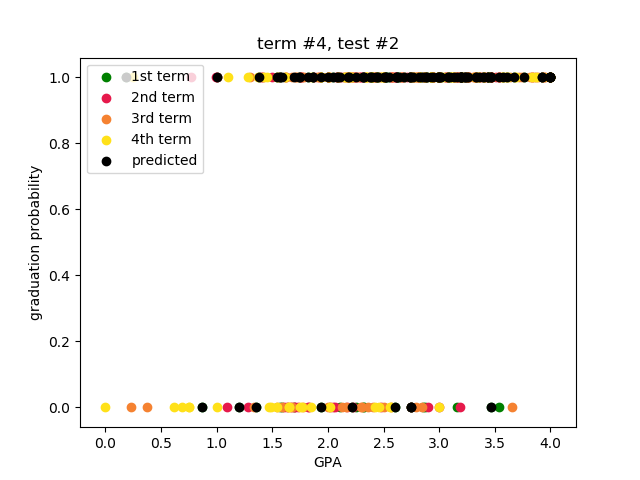 term #4, test #2
1st term
2nd term
3rd term
4th term
predicted
graduation probability
1.0
0.8
0.6
0.4
0.2
0.0
0.0 0.5 1.0 1.5 2.0 2.5 3.0 3.5 4.0
GPA